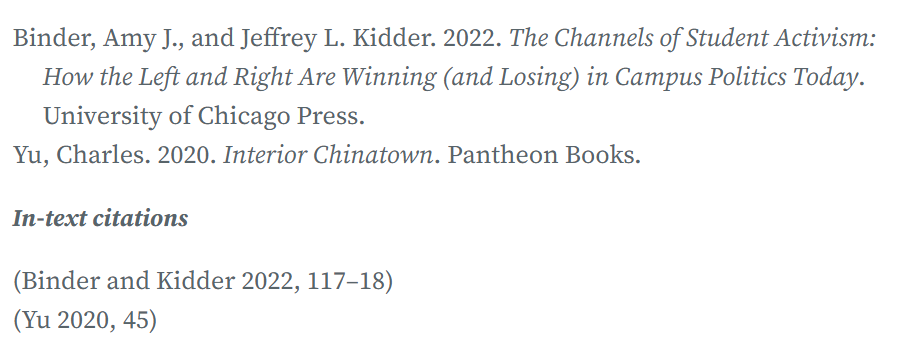 Binder, Amy J., and Jeffrey L. Kidder. 2022. The Channels of Student Activism:
How the Left and Right Are Winning (and Losing) in Campus Politics Today.
University of Chicago Press.
Yu, Charles. 2020. Interior Chinatown. Pantheon Books.
In-text citations
(Binder and Kidder 2022, 117–18)
(Yu 2020, 45)